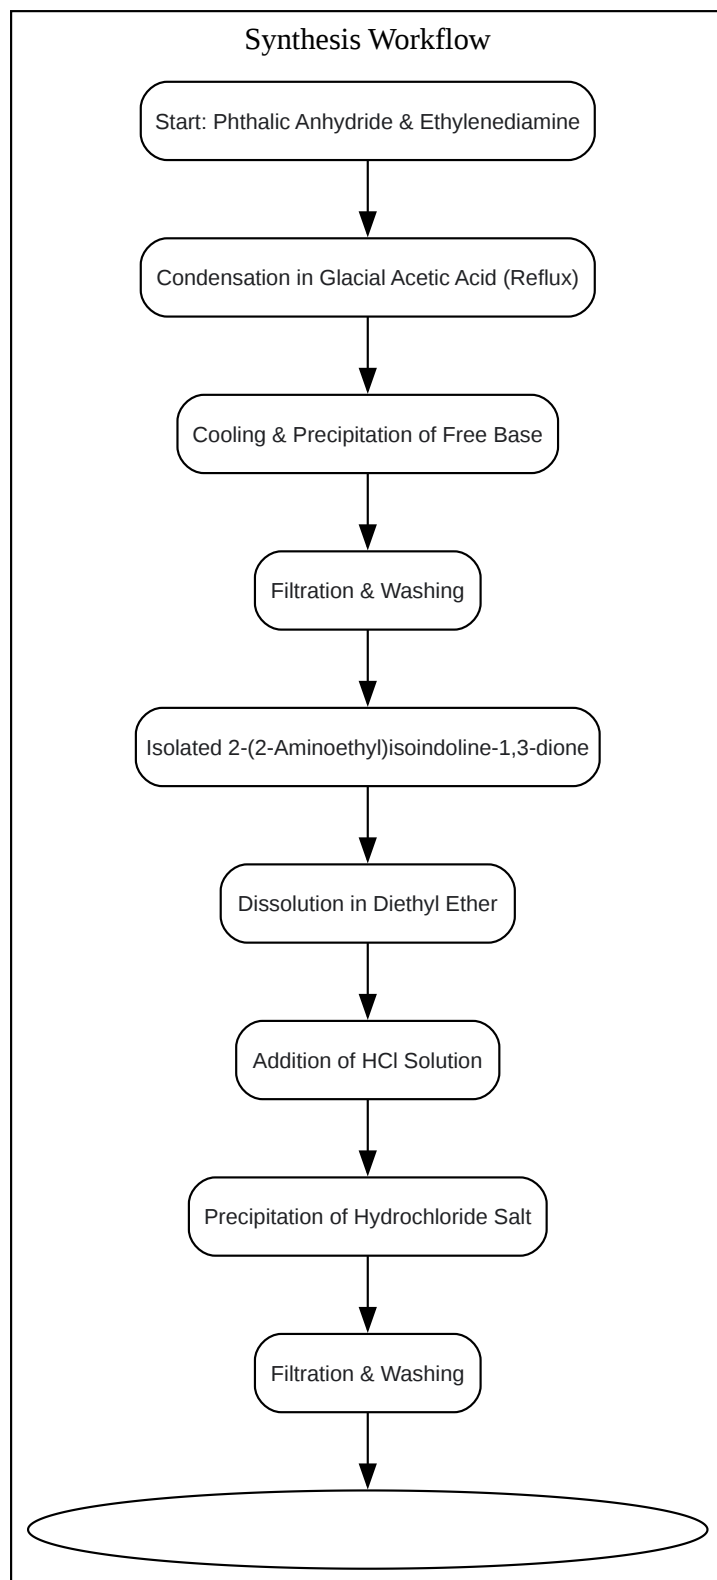 Synthesis Workflow
Start: Phthalic Anhydride & Ethylenediamine
Condensation in Glacial Acetic Acid (Reflux)
Cooling & Precipitation of Free Base
Filtration & Washing
Isolated 2-(2-Aminoethyl)isoindoline-1,3-dione
Dissolution in Diethyl Ether
Addition of HCl Solution
Precipitation of Hydrochloride Salt
Filtration & Washing